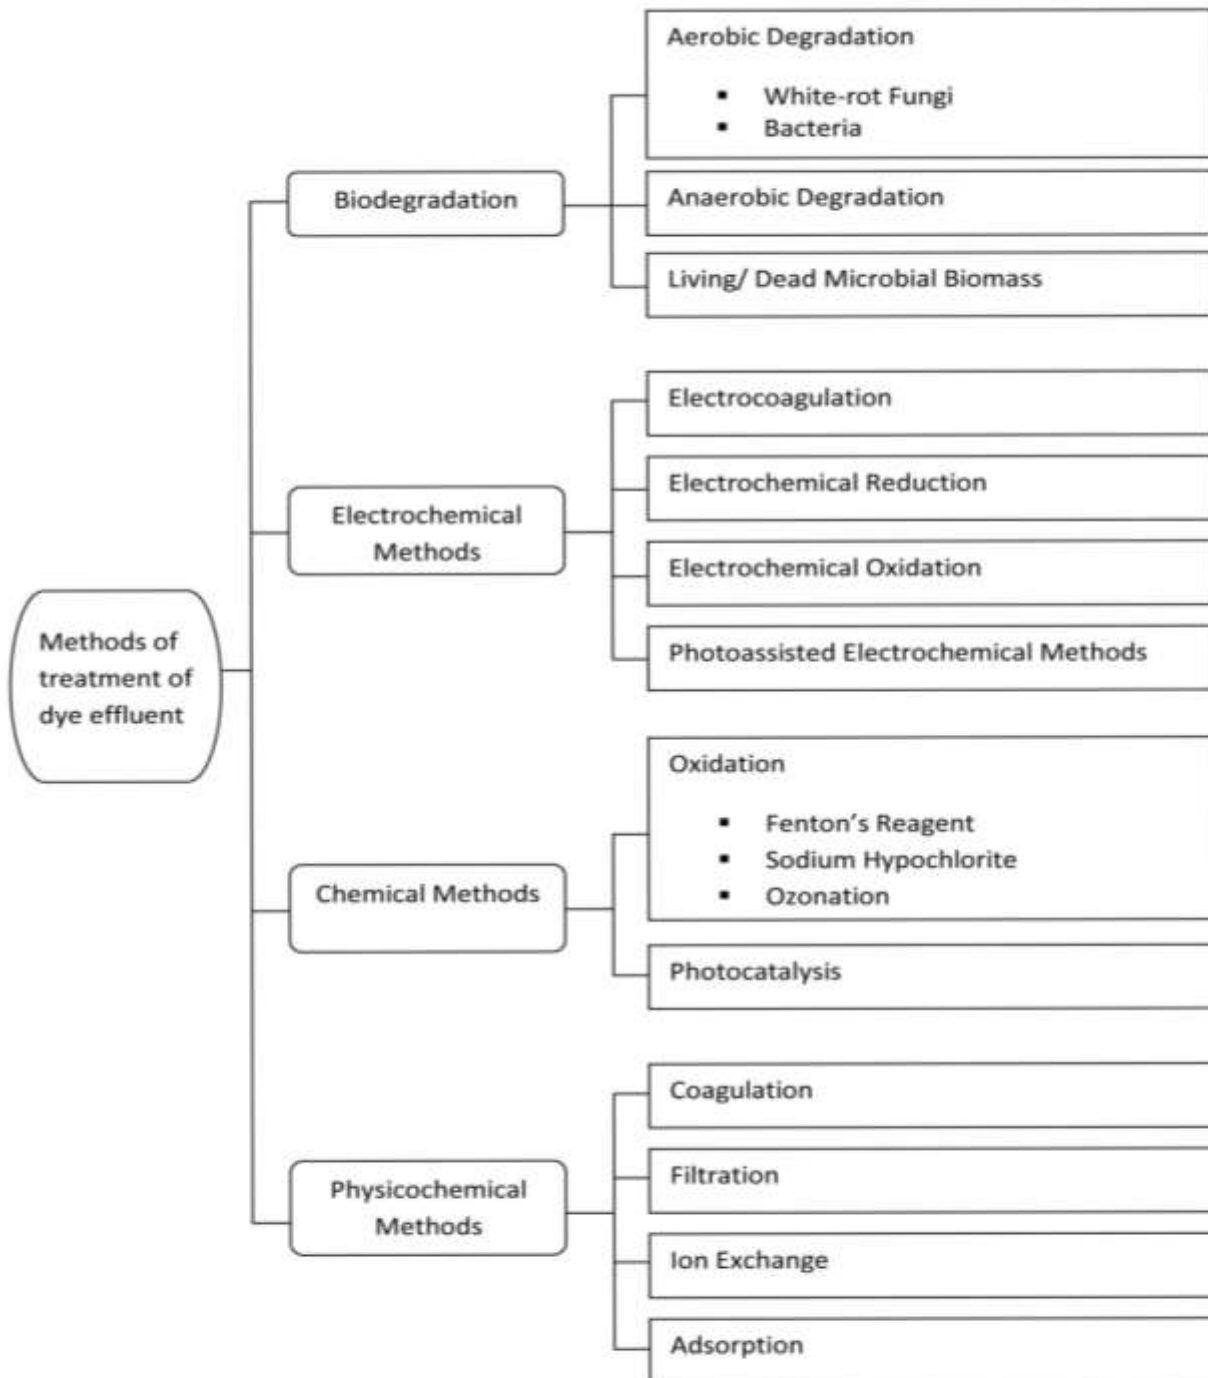 Methods of
treatment of
dye effluent
Biodegradation
Aerobic Degradation
▪ White-rot Fungi
▪ Bacteria
Anaerobic Degradation
Living/ Dead Microbial Biomass
Electrochemical
Methods
Electrocoagulation
Electrochemical Reduction
Electrochemical Oxidation
Photoassisted Electrochemical Methods
Chemical Methods
Oxidation
▪ Fenton’s Reagent
▪ Sodium Hypochlorite
▪ Ozonation
Photocatalysis
Physicochemical
Methods
Coagulation
Filtration
Ion Exchange
Adsorption